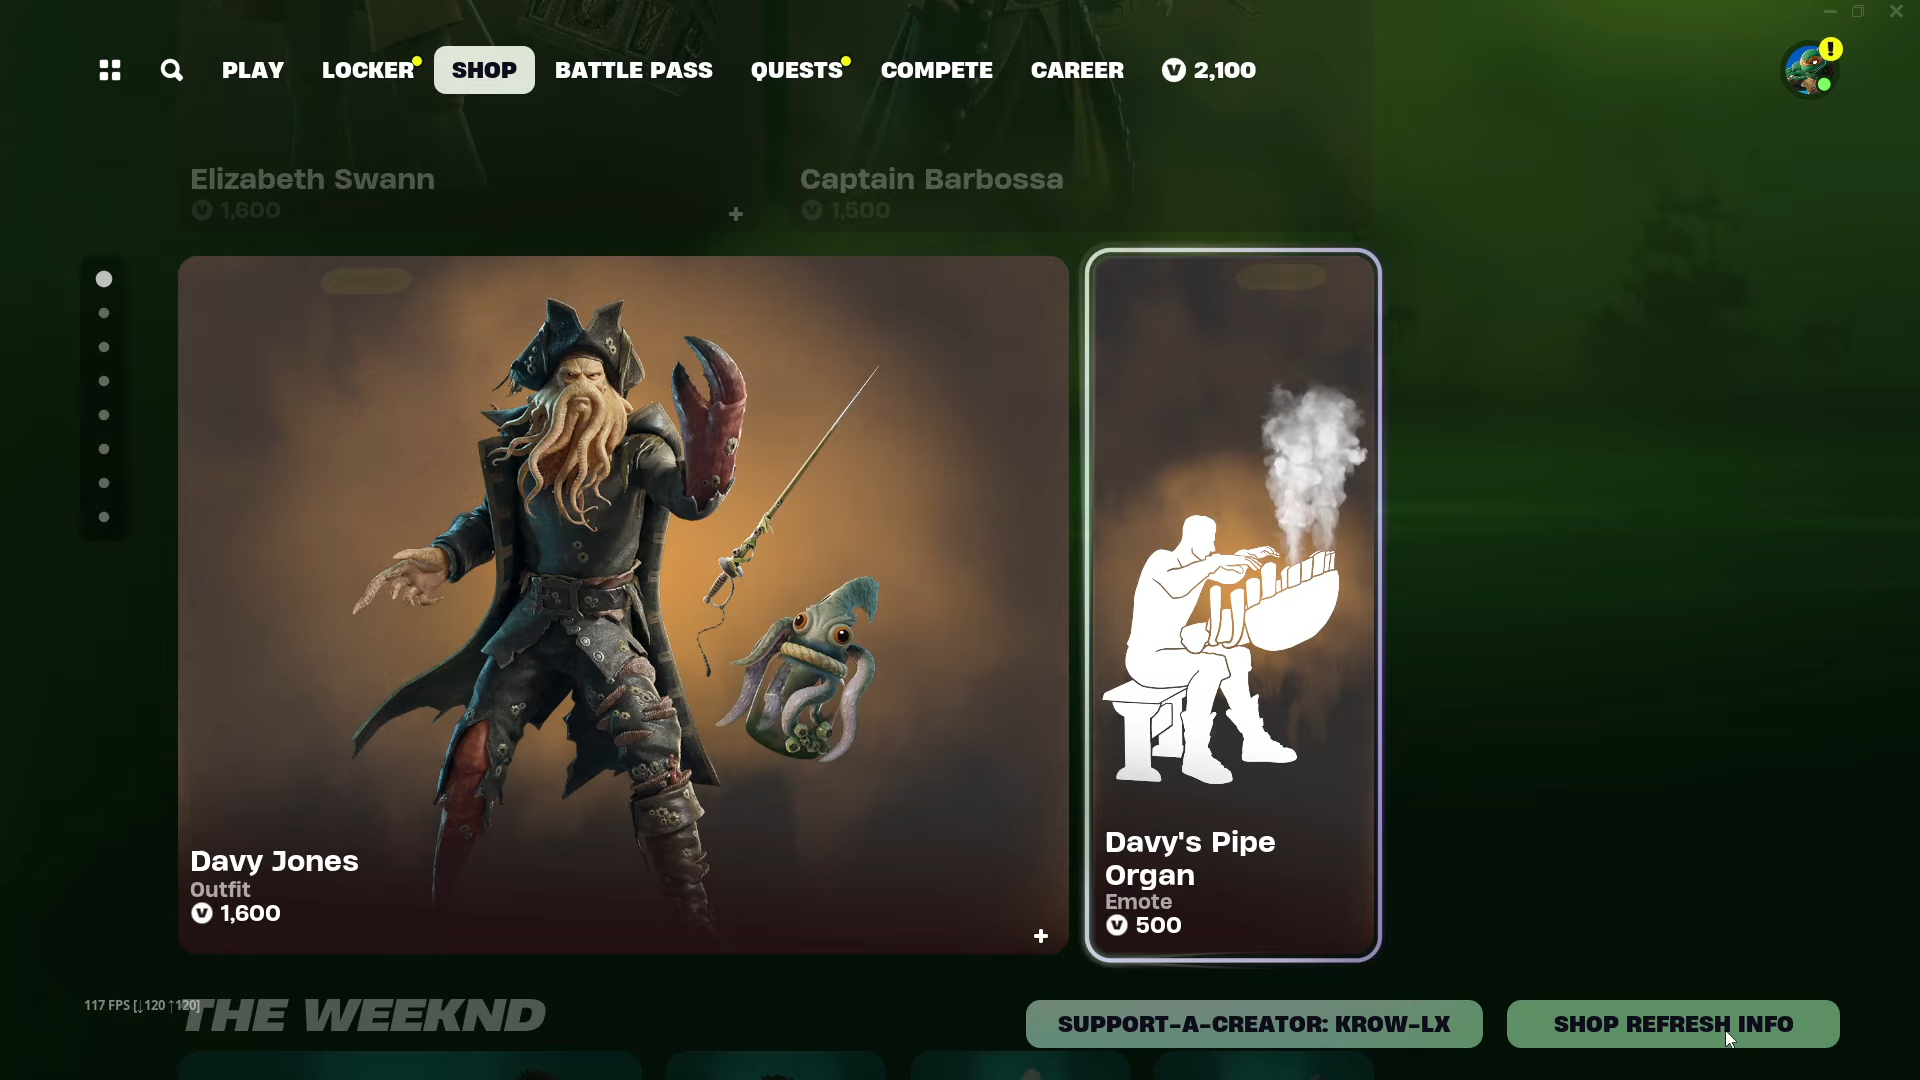 PLAY LOCKER SHOP BATTLE PASS QUESTS COMPETE CAREER 2,100
!
Elizabeth Swann
1,600
Captain Barbossa
1,500
Davy Jones
Outfit
1,600
Davy's Pipe
Organ
Emote
500
117 FPS [↓120 ↑120]
THE WEEKND
SUPPORT-A-CREATOR: KROW-LX
SHOP REFRESH INFO